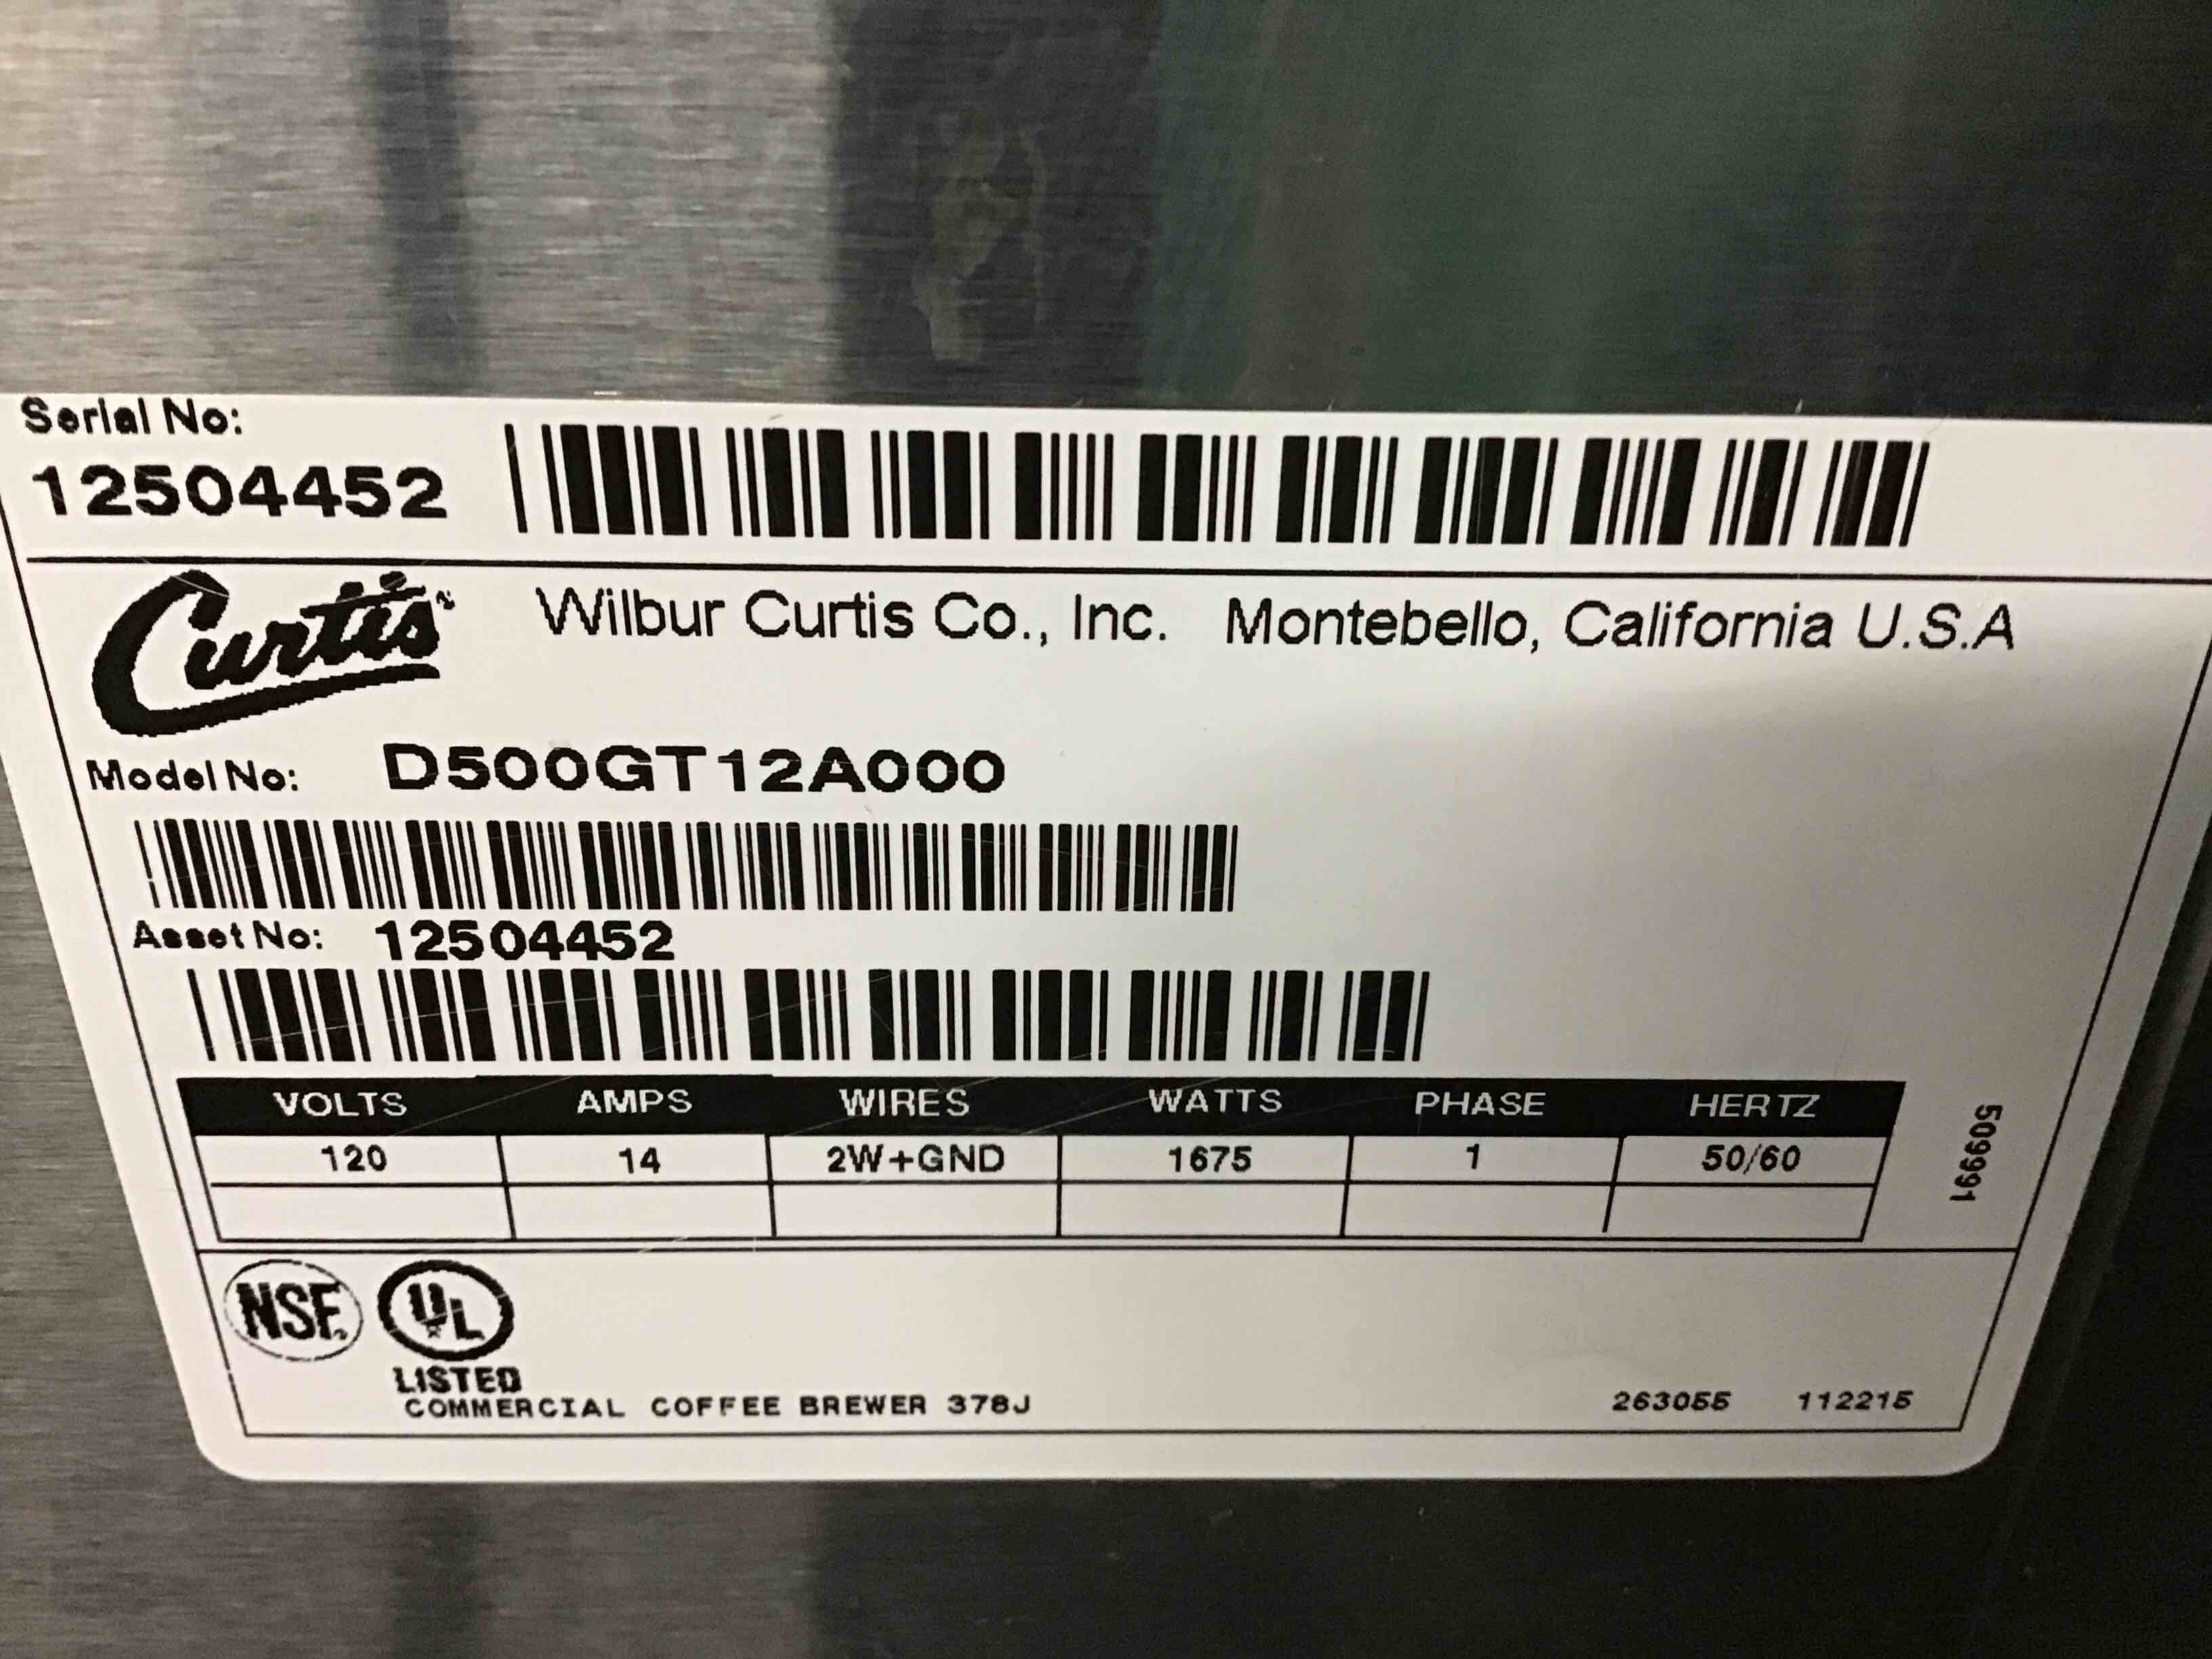 Serial No:
12504452
Curtis
Wilbur Curtis Co., Inc. Montebello, California U.S.A
Model No: D500GT12A000
Asset No: 12504452
VOLTS AMPS WIRES WATTS PHASE HERTZ
120 14 2W+GND 1675 1 50/60
509991
NSF UL
LISTED
COMMERCIAL COFFEE BREWER 378J 263055 112215